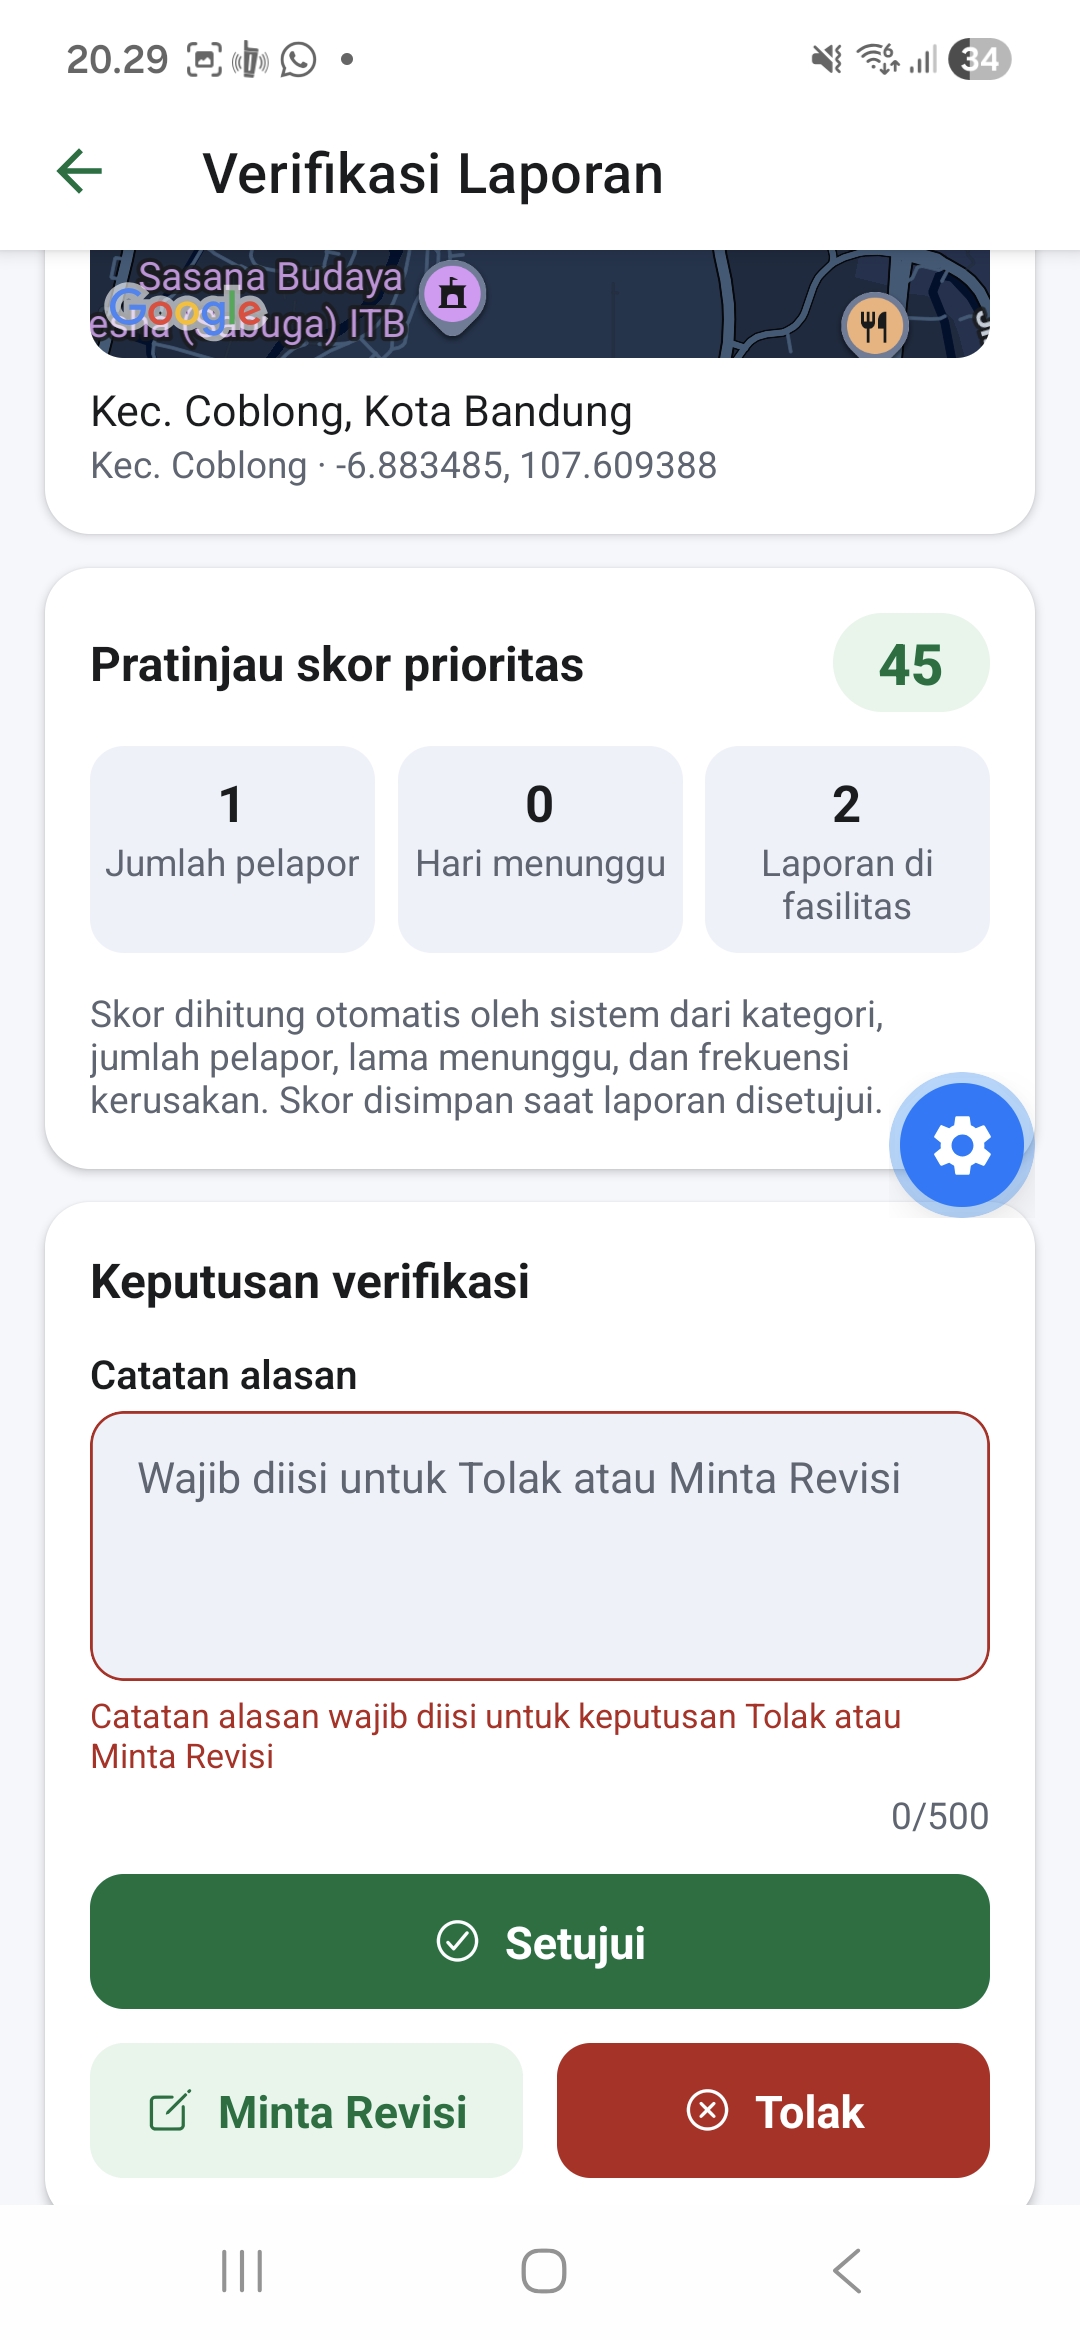 20.29
6
34
Verifikasi Laporan
Sasana Budaya
Google
(Sabuga) ITB
Kec. Coblong, Kota Bandung
Kec. Coblong · -6.883485, 107.609388
Pratinjau skor prioritas
45
1
Jumlah pelapor
0
Hari menunggu
2
Laporan di
fasilitas
Skor dihitung otomatis oleh sistem dari kategori,
jumlah pelapor, lama menunggu, dan frekuensi
kerusakan. Skor disimpan saat laporan disetujui.
Keputusan verifikasi
Catatan alasan
Wajib diisi untuk Tolak atau Minta Revisi
Catatan alasan wajib diisi untuk keputusan Tolak atau
Minta Revisi
0/500
Setujui
Minta Revisi
Tolak